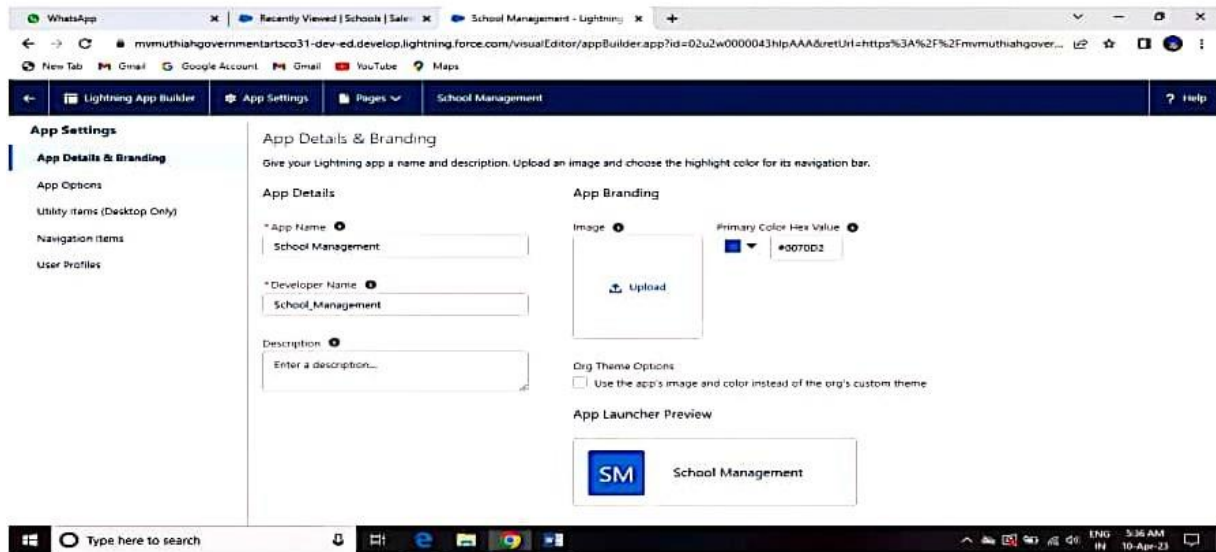 WhatsApp
Recently Viewed | Schools | Sale
School Management - Lightning
mvmuthiahgovernmentartsco31-dev-ed.develop.lightning.force.com/visualEditor/appBuilder.app?id=02u2w0000043hlpAAA&retUrl=https%3A%2F%2Fmvmuthiahgover...
New Tab Gmail Google Account Gmail YouTube Maps
Lightning App Builder App Settings Pages School Management ? Help
App Settings
App Details & Branding
App Options
Utility Items (Desktop Only)
Navigation Items
User Profiles
App Details & Branding
Give your Lightning app a name and description. Upload an image and choose the highlight color for its navigation bar.
App Details
*App Name
School Management
*Developer Name
School_Management
Description
Enter a description...
App Branding
Image
Upload
Primary Color Hex Value
#0070D2
Org Theme Options
Use the app's image and color instead of the org's custom theme
App Launcher Preview
SM
School Management
Type here to search
ENG
IN
5:36 AM
10-Apr-23